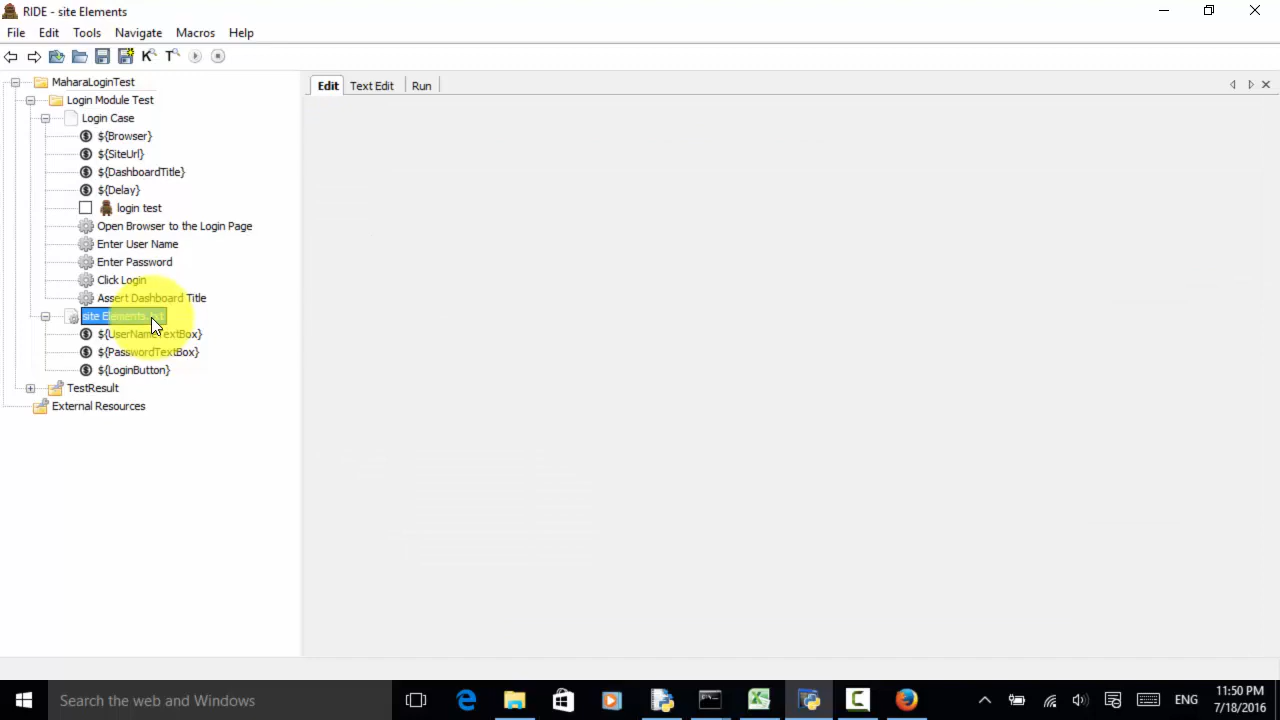 RIDE - site Elements
File Edit Tools Navigate Macros Help
MaharaLoginTest
Edit Text Edit Run
Login Module Test
Login Case
${Browser}
${SiteUrl}
${DashboardTitle}
${Delay}
login test
Open Browser to the Login Page
Enter User Name
Enter Password
Click Login
Assert Dashboard Title
site Elements.txt
${UserNameTextBox}
${PasswordTextBox}
${LoginButton}
TestResult
External Resources
Search the web and Windows
ENG
11:50 PM
7/18/2016